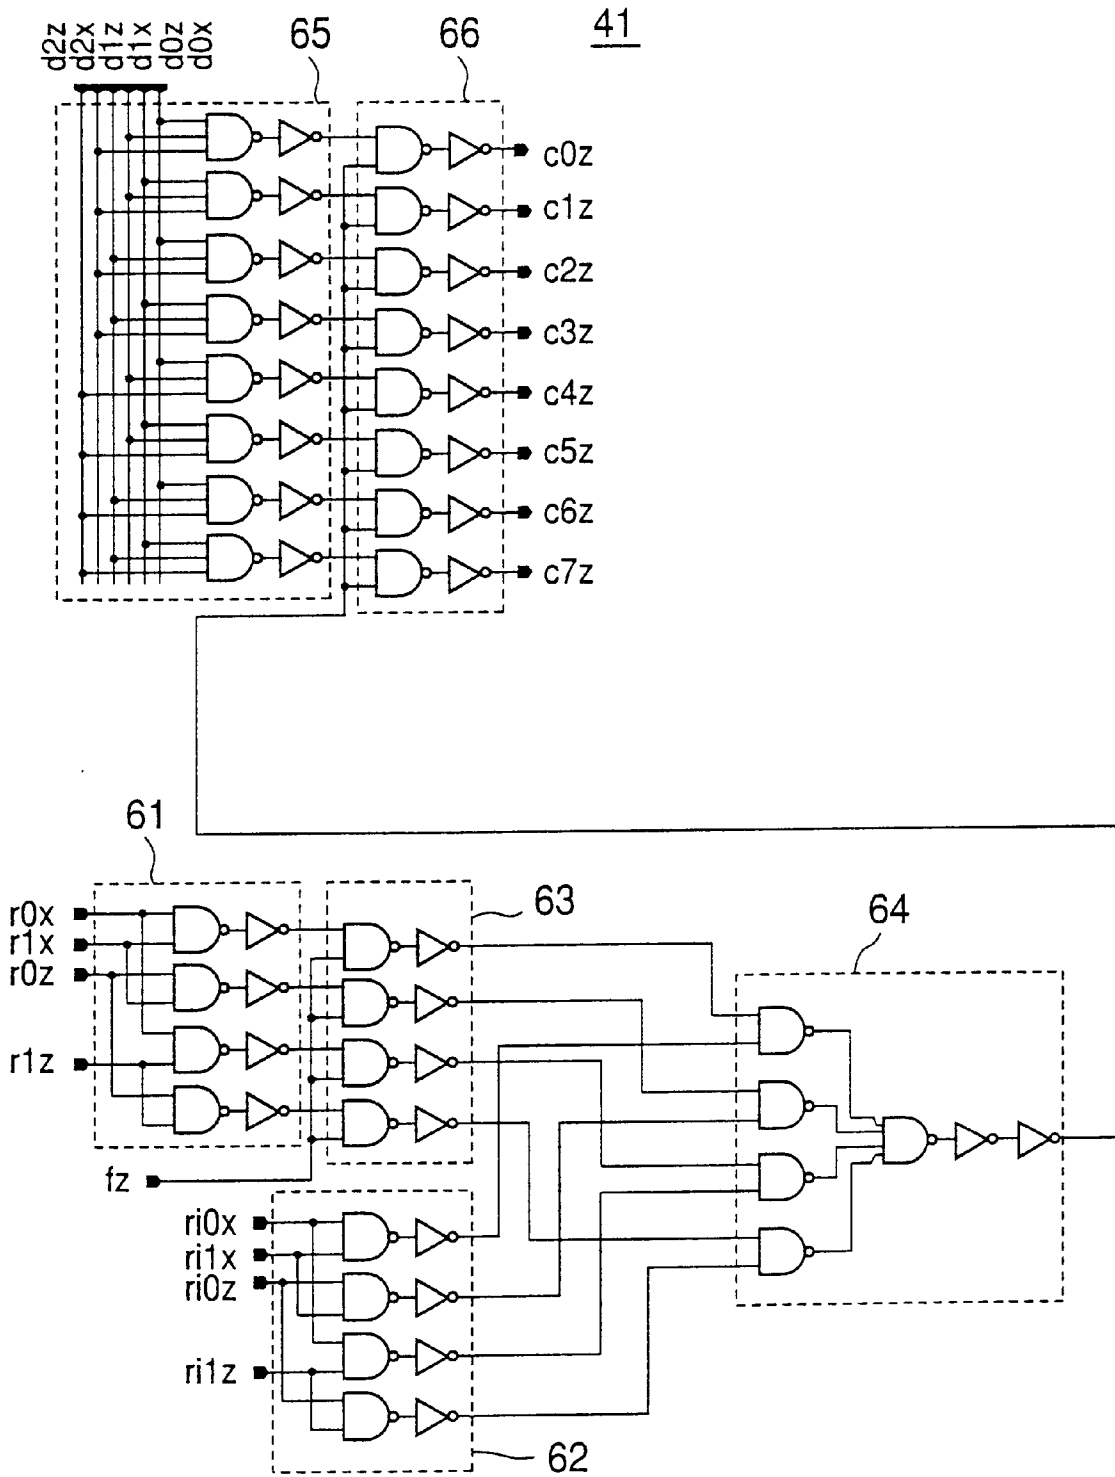 d2z
d2x
d1z
d1x
d0z
d0x
65
66
41
c0z
c1z
c2z
c3z
c4z
c5z
c6z
c7z
61
63
64
r0x
r1x
r0z
r1z
fz
ri0x
ri1x
ri0z
ri1z
62